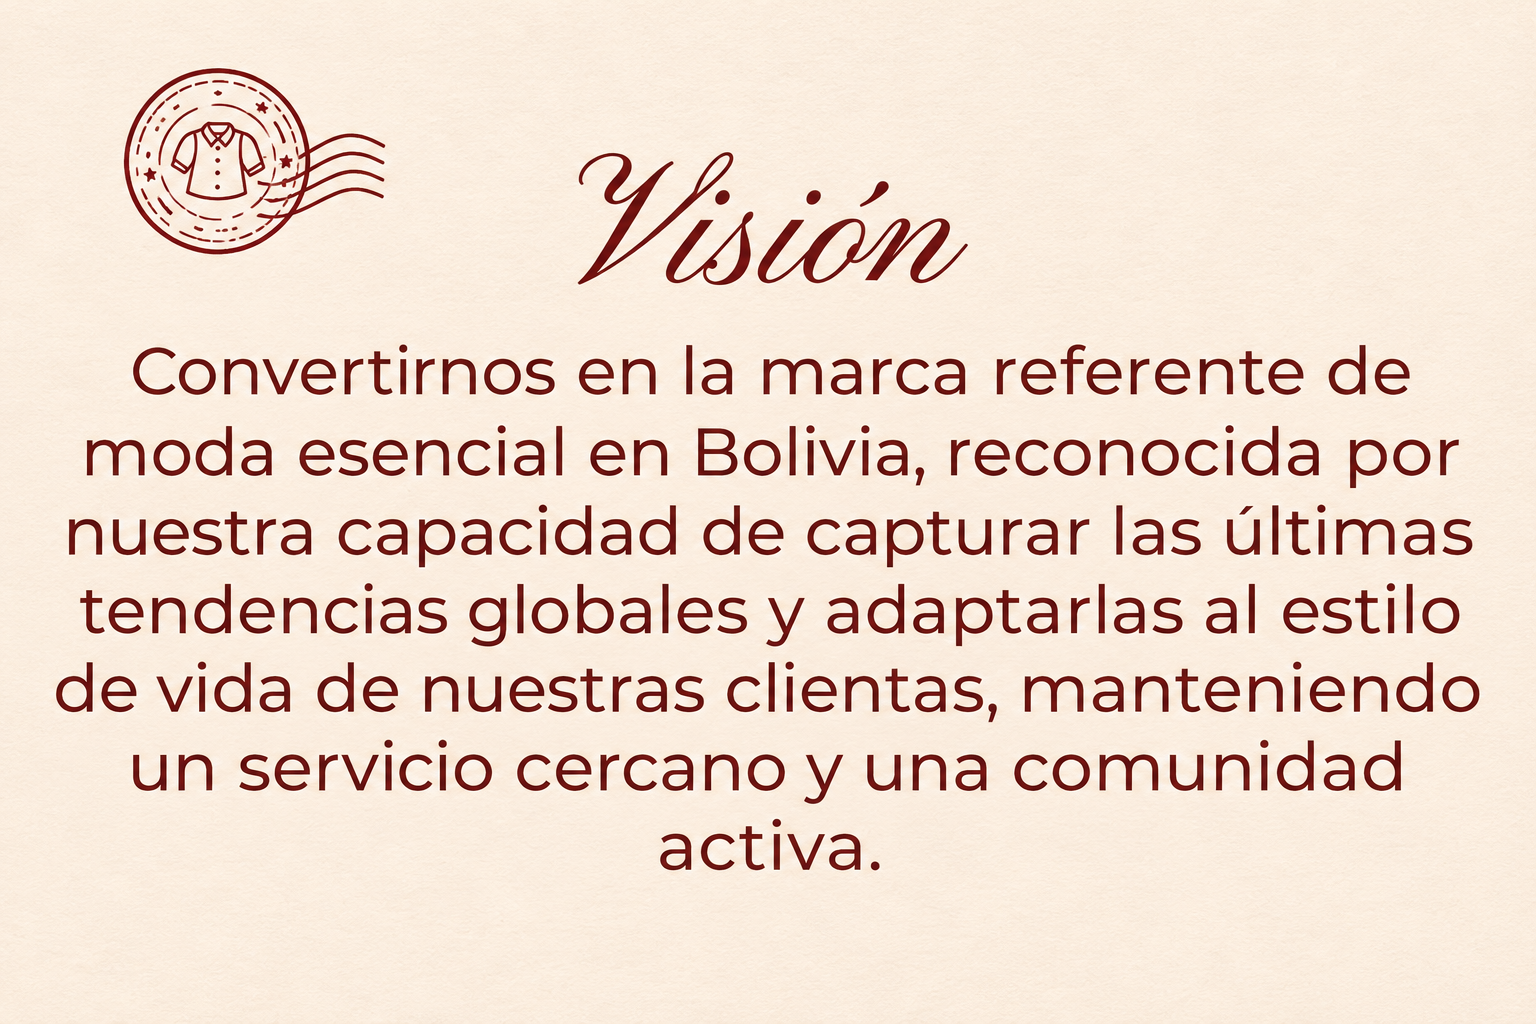 Visión
Convertirnos en la marca referente de
moda esencial en Bolivia, reconocida por
nuestra capacidad de capturar las últimas
tendencias globales y adaptarlas al estilo
de vida de nuestras clientas, manteniendo
un servicio cercano y una comunidad
activa.